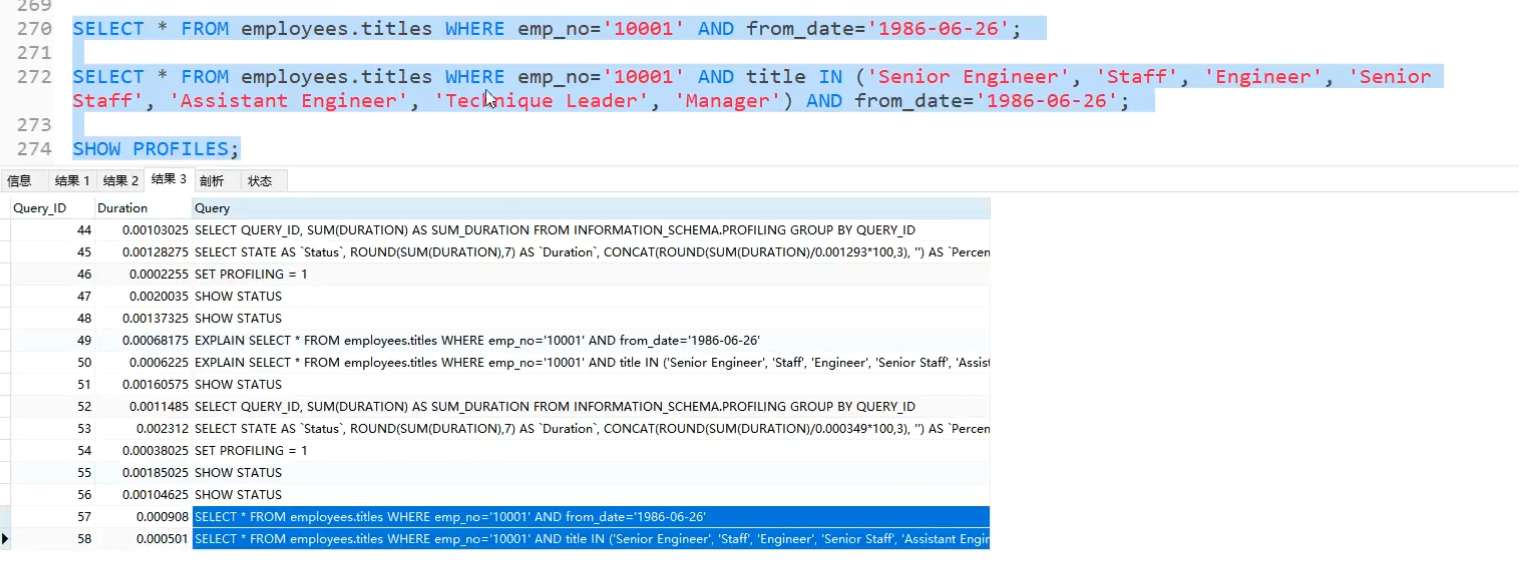 269
270 SELECT * FROM employees.titles WHERE emp_no='10001' AND from_date='1986-06-26';
271
272 SELECT * FROM employees.titles WHERE emp_no='10001' AND title IN ('Senior Engineer', 'Staff', 'Engineer', 'Senior
Staff', 'Assistant Engineer', 'Technique Leader', 'Manager') AND from_date='1986-06-26';
273
274 SHOW PROFILES;
信息 结果 1 结果 2 结果 3 剖析 状态
Query_ID Duration Query
44 0.00103025 SELECT QUERY_ID, SUM(DURATION) AS SUM_DURATION FROM INFORMATION_SCHEMA.PROFILING GROUP BY QUERY_ID
45 0.00128275 SELECT STATE AS `Status`, ROUND(SUM(DURATION),7) AS `Duration`, CONCAT(ROUND(SUM(DURATION)/0.001293*100,3), '') AS `Percen
46 0.0002255 SET PROFILING = 1
47 0.0020035 SHOW STATUS
48 0.00137325 SHOW STATUS
49 0.00068175 EXPLAIN SELECT * FROM employees.titles WHERE emp_no='10001' AND from_date='1986-06-26'
50 0.0006225 EXPLAIN SELECT * FROM employees.titles WHERE emp_no='10001' AND title IN ('Senior Engineer', 'Staff', 'Engineer', 'Senior Staff', 'Assist
51 0.00160575 SHOW STATUS
52 0.0011485 SELECT QUERY_ID, SUM(DURATION) AS SUM_DURATION FROM INFORMATION_SCHEMA.PROFILING GROUP BY QUERY_ID
53 0.002312 SELECT STATE AS `Status`, ROUND(SUM(DURATION),7) AS `Duration`, CONCAT(ROUND(SUM(DURATION)/0.000349*100,3), '') AS `Percen
54 0.00038025 SET PROFILING = 1
55 0.00185025 SHOW STATUS
56 0.00104625 SHOW STATUS
57 0.000908 SELECT * FROM employees.titles WHERE emp_no='10001' AND from_date='1986-06-26'
58 0.000501 SELECT * FROM employees.titles WHERE emp_no='10001' AND title IN ('Senior Engineer', 'Staff', 'Engineer', 'Senior Staff', 'Assistant Engir